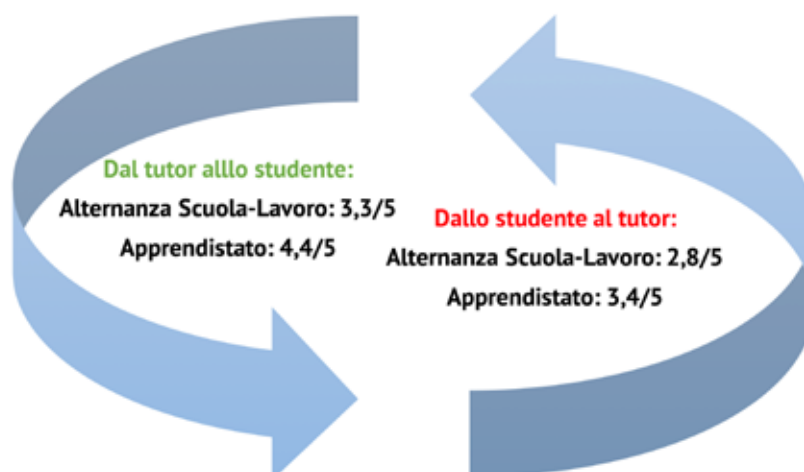 Dal tutor alllo studente:
Alternanza Scuola-Lavoro: 3,3/5
Apprendistato: 4,4/5
Dallo studente al tutor:
Alternanza Scuola-Lavoro: 2,8/5
Apprendistato: 3,4/5